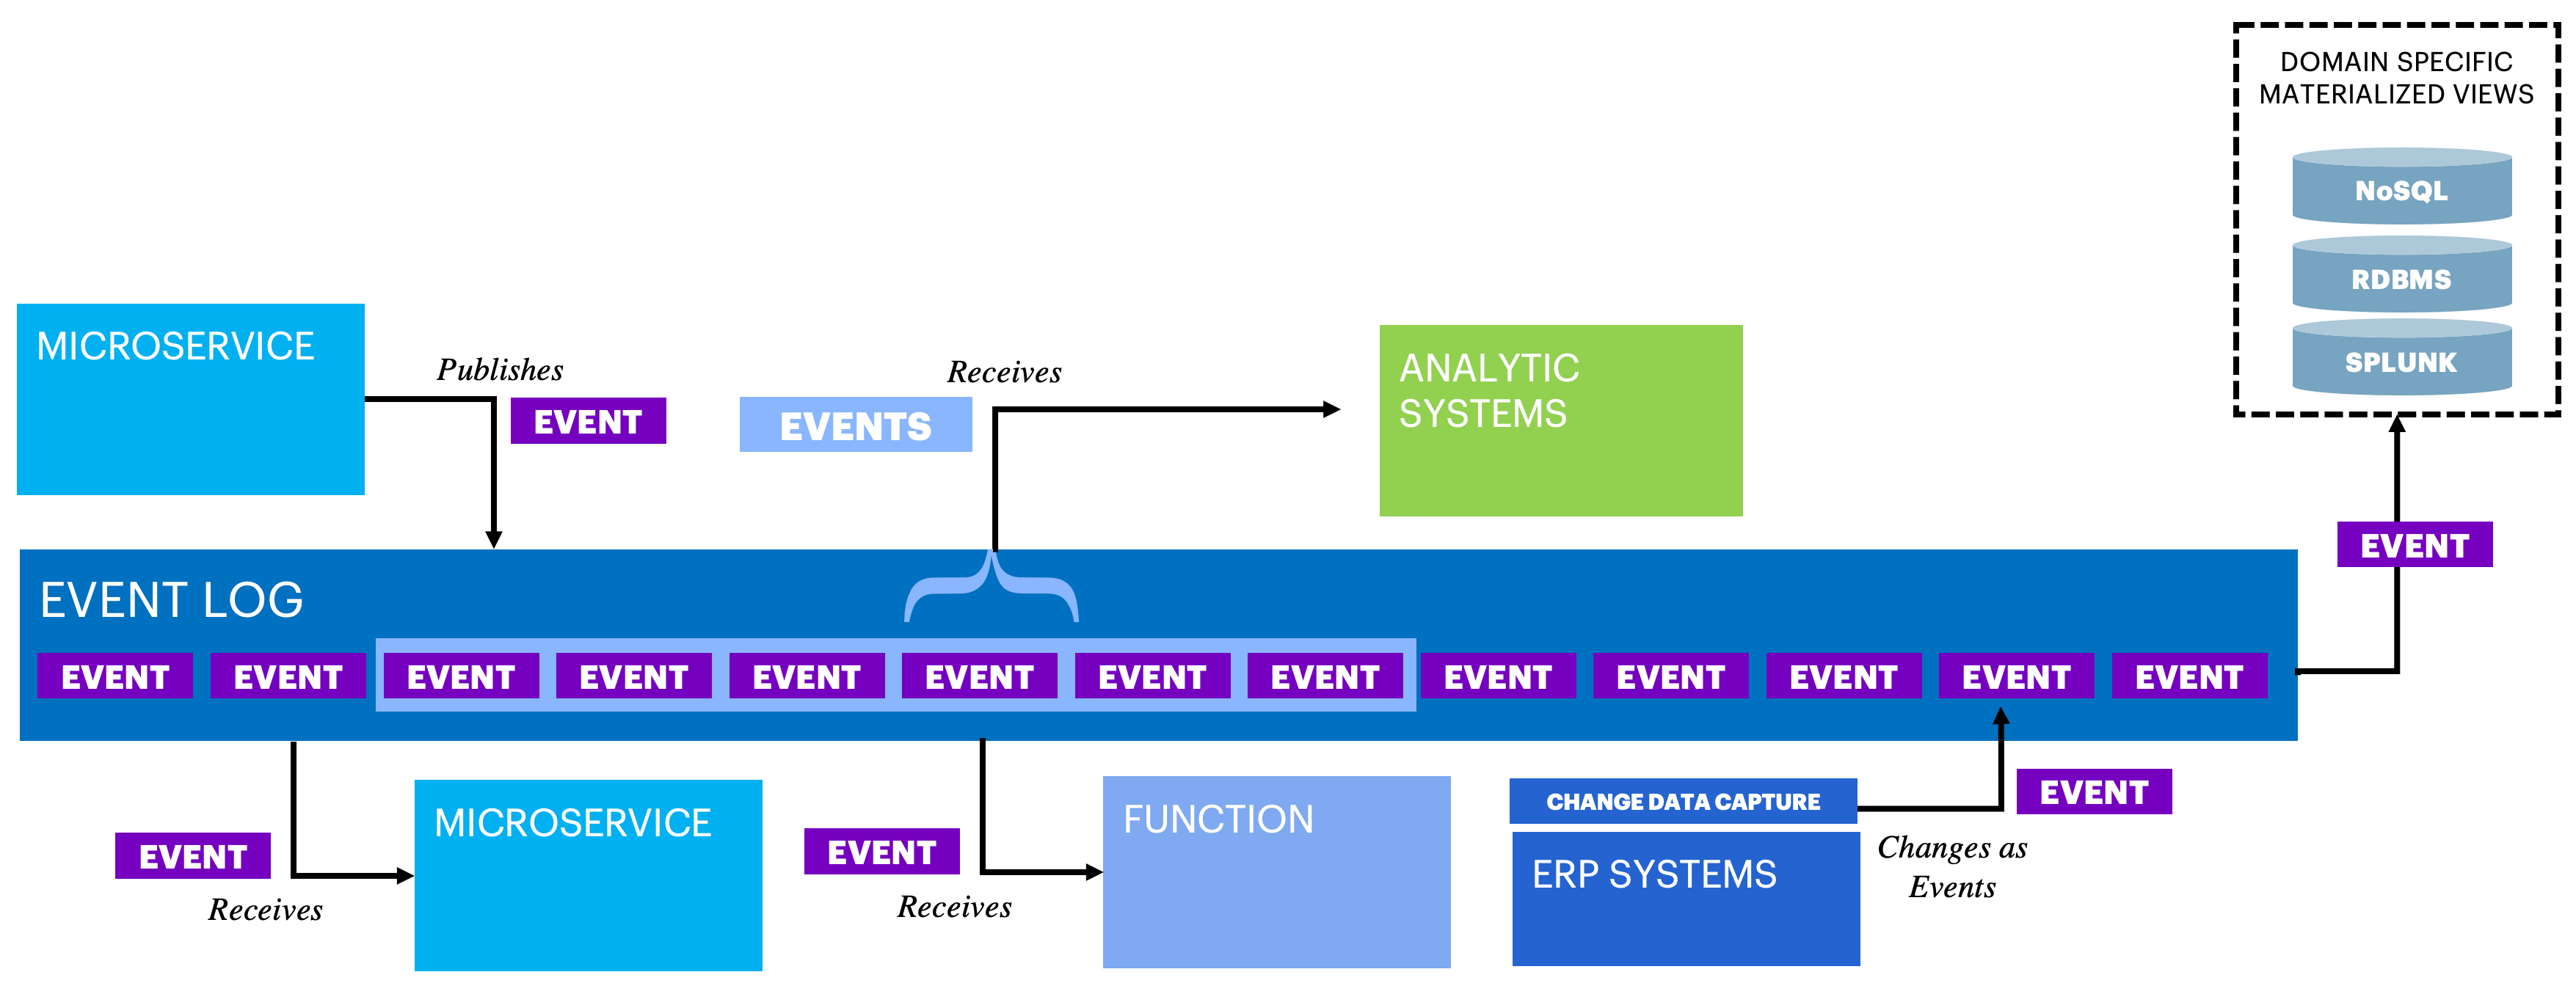 DOMAIN SPECIFIC
MATERIALIZED VIEWS
NoSQL
RDBMS
SPLUNK
MICROSERVICE
Publishes
EVENT
EVENTS
Receives
ANALYTIC
SYSTEMS
EVENT
EVENT LOG
EVENT EVENT EVENT EVENT EVENT EVENT EVENT EVENT EVENT EVENT EVENT EVENT EVENT
EVENT
Receives
MICROSERVICE
EVENT
Receives
FUNCTION
CHANGE DATA CAPTURE
ERP SYSTEMS
EVENT
Changes as
Events